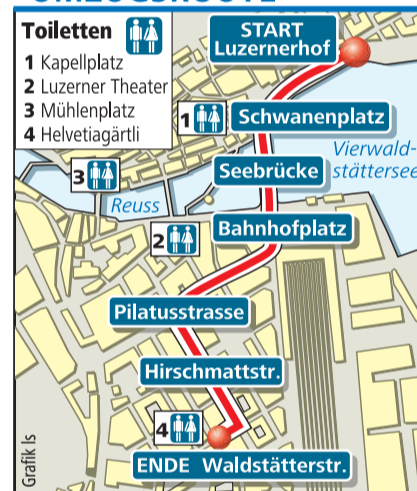 Toiletten
1 Kapellplatz
2 Luzerner Theater
3 Mühlenplatz
4 Helvetiagärtli
START
Luzernerhof
1
Schwanenplatz
Vierwald-
stättersee
Seebrücke
3
Reuss
Bahnhofplatz
2
Pilatusstrasse
Hirschmattstr.
4
ENDE Waldstätterstr.
Grafik ls